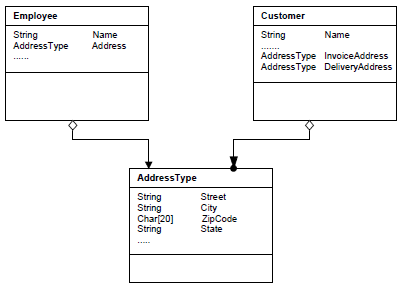 Employee
String Name
AddressType Address
......
Customer
String Name
.......
AddressType InvoiceAddress
AddressType DeliveryAddress
AddressType
String Street
String City
Char[20] ZipCode
String State
.....